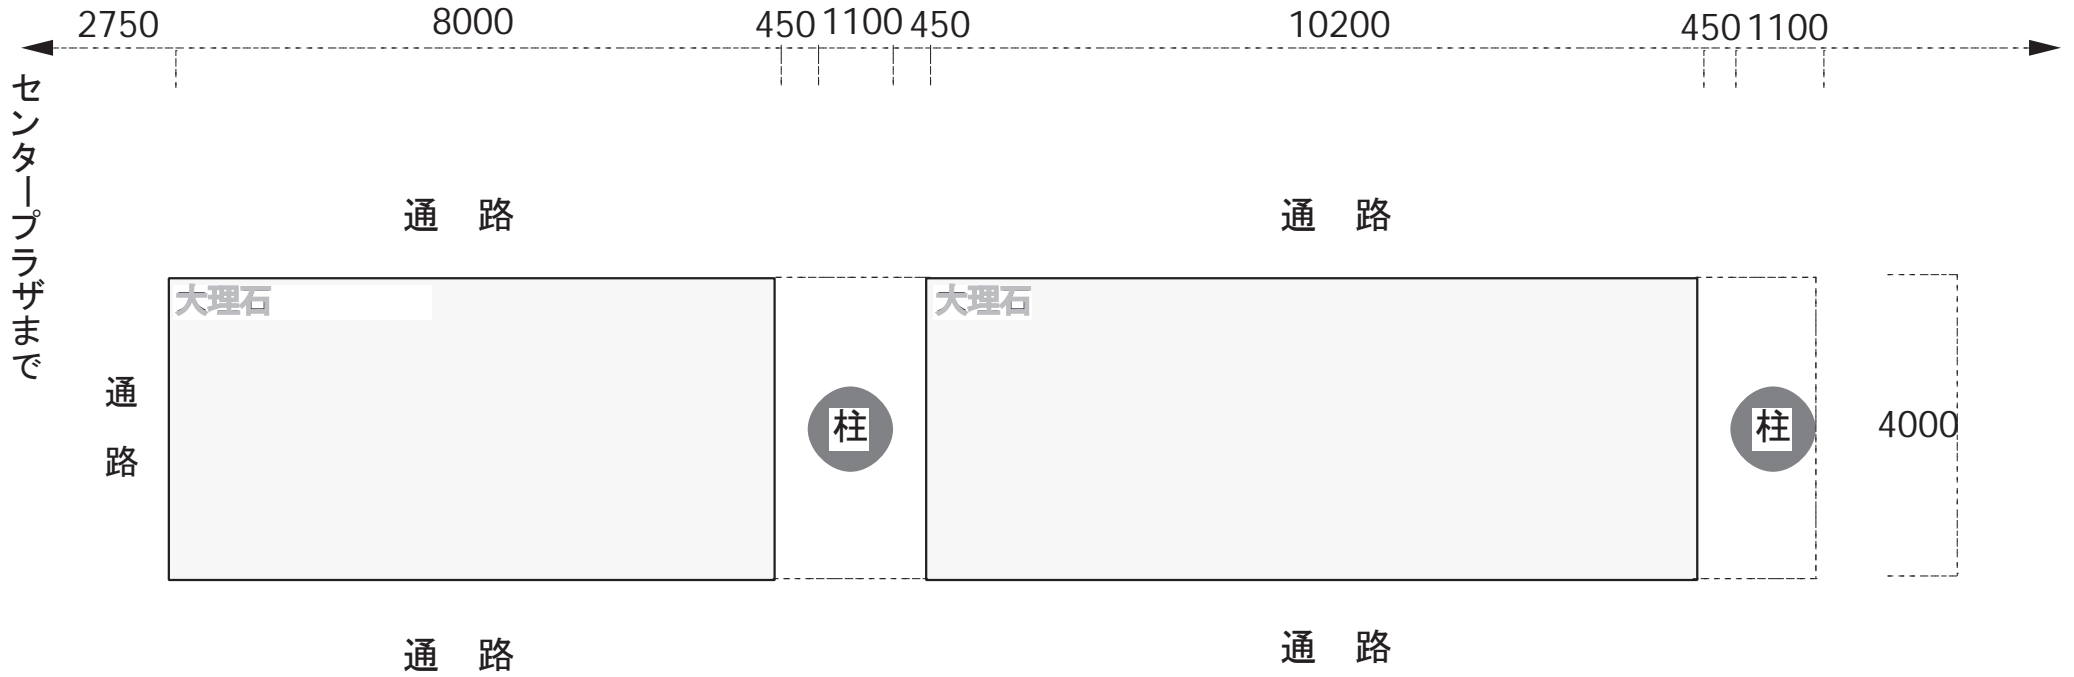 2750
8000
450
1100
450
10200
450
1100
センタープラザまで
通 路
通 路
大理石
大理石
通路
柱
柱
4000
通 路
通 路